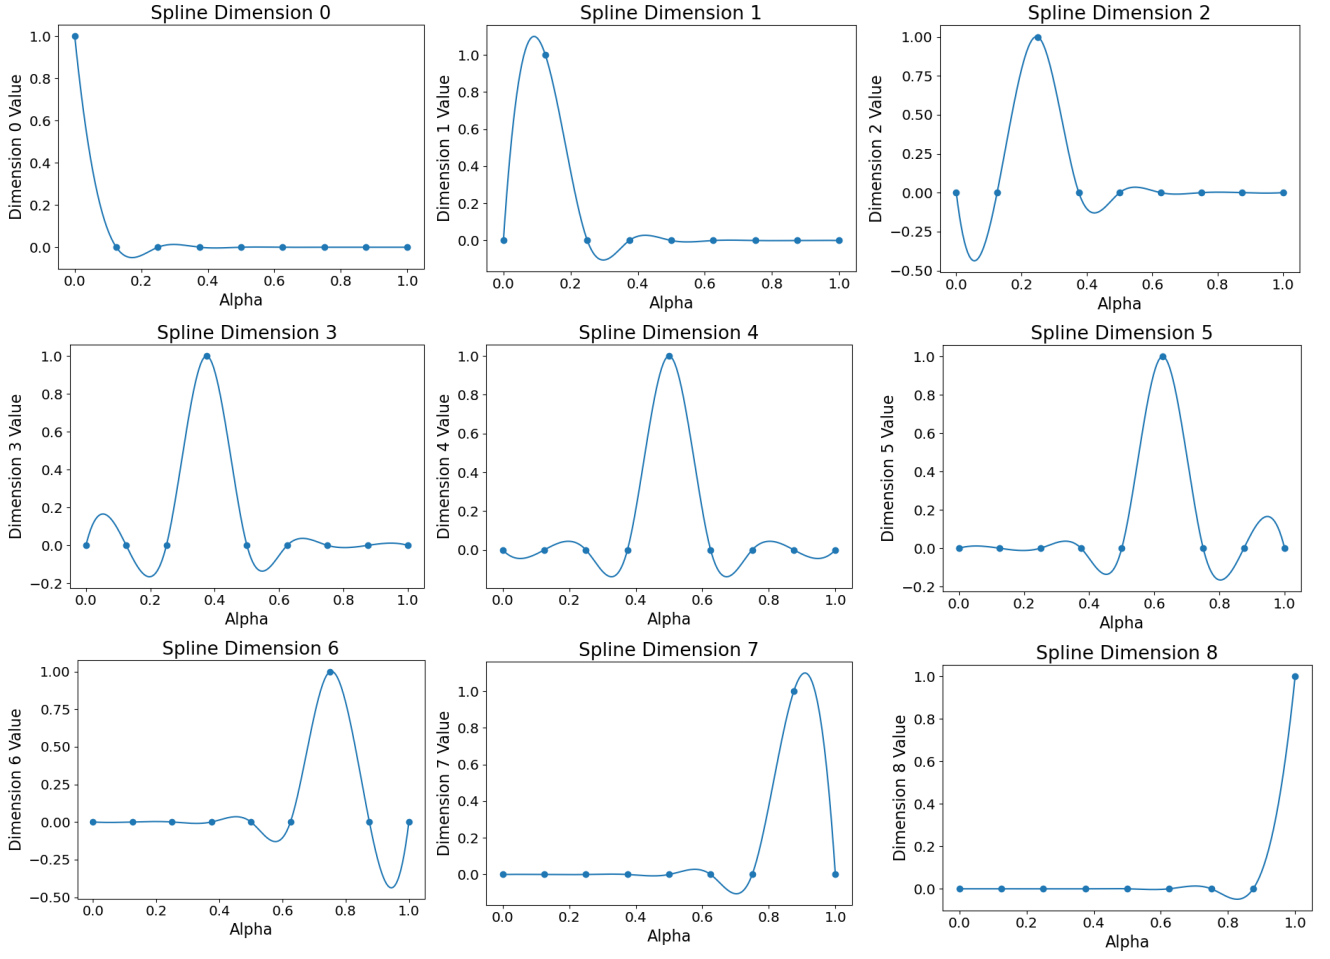 Spline Dimension 0
Dimension 0 Value
1.0
0.8
0.6
0.4
0.2
0.0
0.0 0.2 0.4 0.6 0.8 1.0
Alpha
Spline Dimension 1
Dimension 1 Value
1.0
0.8
0.6
0.4
0.2
0.0
0.0 0.2 0.4 0.6 0.8 1.0
Alpha
Spline Dimension 2
Dimension 2 Value
1.00
0.75
0.50
0.25
0.00
−0.25
−0.50
0.0 0.2 0.4 0.6 0.8 1.0
Alpha
Spline Dimension 3
Dimension 3 Value
1.0
0.8
0.6
0.4
0.2
0.0
−0.2
0.0 0.2 0.4 0.6 0.8 1.0
Alpha
Spline Dimension 4
Dimension 4 Value
1.0
0.8
0.6
0.4
0.2
0.0
0.0 0.2 0.4 0.6 0.8 1.0
Alpha
Spline Dimension 5
Dimension 5 Value
1.0
0.8
0.6
0.4
0.2
0.0
−0.2
0.0 0.2 0.4 0.6 0.8 1.0
Alpha
Spline Dimension 6
Dimension 6 Value
1.00
0.75
0.50
0.25
0.00
−0.25
−0.50
0.0 0.2 0.4 0.6 0.8 1.0
Alpha
Spline Dimension 7
Dimension 7 Value
1.0
0.8
0.6
0.4
0.2
0.0
0.0 0.2 0.4 0.6 0.8 1.0
Alpha
Spline Dimension 8
Dimension 8 Value
1.0
0.8
0.6
0.4
0.2
0.0
0.0 0.2 0.4 0.6 0.8 1.0
Alpha